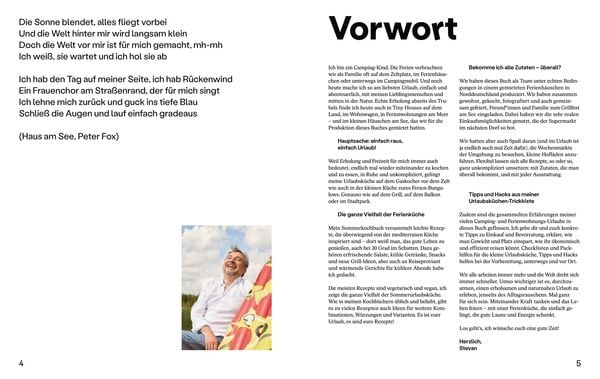 Die Sonne blendet, alles fliegt vorbei
Und die Welt hinter mir wird langsam klein
Doch die Welt vor mir ist für mich gemacht, mh-mh
Ich weiß, sie wartet und ich hol sie ab
Ich hab den Tag auf meiner Seite, ich hab Rückenwind
Ein Frauenchor am Straßenrand, der für mich singt
Ich lehne mich zurück und guck ins tiefe Blau
Schließ die Augen und lauf einfach gradeaus
(Haus am See, Peter Fox)
4
Vorwort
Ich bin ein Camping-Kind. Die Ferien verbrachten
wir als Familie oft auf dem Zeltplatz, im Ferienhäus-
chen oder unterwegs im Campingmobil. Und noch
heute mache ich so am liebsten Urlaub, einfach und
abenteuerlich, mit meinen Lieblingsmenschen und
mitten in der Natur. Echte Erholung abseits des Tru-
bels finde ich heute auch in Tiny Houses auf dem
Land, im Wohnwagen, in Ferienwohnungen am Meer
– und im kleinen Häuschen am See, das wir für die
Produktion dieses Buches gemietet hatten.
Hauptsache: einfach raus,
einfach Urlaub!
Weil Erholung und Freizeit für mich immer auch
bedeutet, endlich mal wieder miteinander zu kochen
und zu essen, in Ruhe und unkompliziert, gelingt
meine Urlaubsküche auf dem Gaskocher vor dem Zelt
wie auch in der kleinen Küche eures Ferien-Bunga-
lows. Genauso wie auf dem Grill, auf dem Balkon
oder im Stadtpark.
Die ganze Vielfalt der Ferienküche
Mein Sommerkochbuch versammelt leichte Rezep-
te, die überwiegend von der mediterranen Küche
inspiriert sind – dort weiß man, das gute Leben zu
genießen, auch bei 30 Grad im Schatten. Dazu ge-
hören erfrischende Salate, kühle Getränke, Snacks
und neue Grill-Ideen, aber auch an Reiseproviant
und wärmende Gerichte für kühlere Abende habe
ich gedacht.
Die meisten Rezepte sind vegetarisch und vegan, ich
zeige die ganze Vielfalt der Sommerurlaubsküche.
Wie in meinen Kochbüchern üblich und beliebt, gibt
es zu vielen Rezepten auch Ideen für weitere Kom-
binationen, Würzungen und Varianten. Es ist euer
Urlaub, es sind eure Rezepte!
Bekomme ich alle Zutaten – überall?
Wir haben dieses Buch als Team unter echten Bedin-
gungen in einem gemieteten Ferienhäuschen in
Norddeutschland produziert. Wir haben zusammen
gewohnt, gekocht, fotografiert und auch gemein-
sam gefeiert, Freund*innen und Familie zum Grillfest
am See eingeladen. Dabei haben wir die sehr realen
Einkaufsmöglichkeiten genutzt, die der Supermarkt
im nächsten Dorf so bot.
Wir hatten aber auch Spaß daran (und im Urlaub ist
ja endlich auch mal Zeit dafür), die Wochenmärkte
der Umgebung zu besuchen, kleine Hofläden anzu-
fahren. Flexibel lassen sich alle Rezepte, so oder so,
ganz unkompliziert umsetzen: mit Zutaten, die man
überall bekommt, und mit jeder Ausstattung.
Tipps und Hacks aus meiner
Urlaubsküchen-Trickkiste
Zudem sind die gesammelten Erfahrungen meiner
vielen Camping- und Ferienwohnungs-Urlaube in
dieses Buch geflossen. Ich gebe dir und euch konkre-
te Tipps zu Einkauf und Bevorratung, erkläre, wie
man Gewicht und Platz einspart, wie ihr ökonomisch
und effizient reisen könnt. Checklisten und Pack-
hilfen für die kleine Urlaubsküche, Tipps und Hacks
helfen bei der Vorbereitung, unterwegs und vor Ort.
Wir alle arbeiten immer mehr und die Welt dreht sich
immer schneller. Umso wichtiger ist es, durchzu-
atmen, einen erholsamen und naturnahen Urlaub zu
erleben, jenseits des Alltagsrauschens. Mal ganz
für sich sein. Miteinander Kraft tanken und das Le-
ben feiern – mit einer Ferienküche, die einfach ge-
lingt, die gute Laune und Energie schenkt.
Los geht's, ich wünsche euch eine gute Zeit!
Herzlich,
Stevan
5